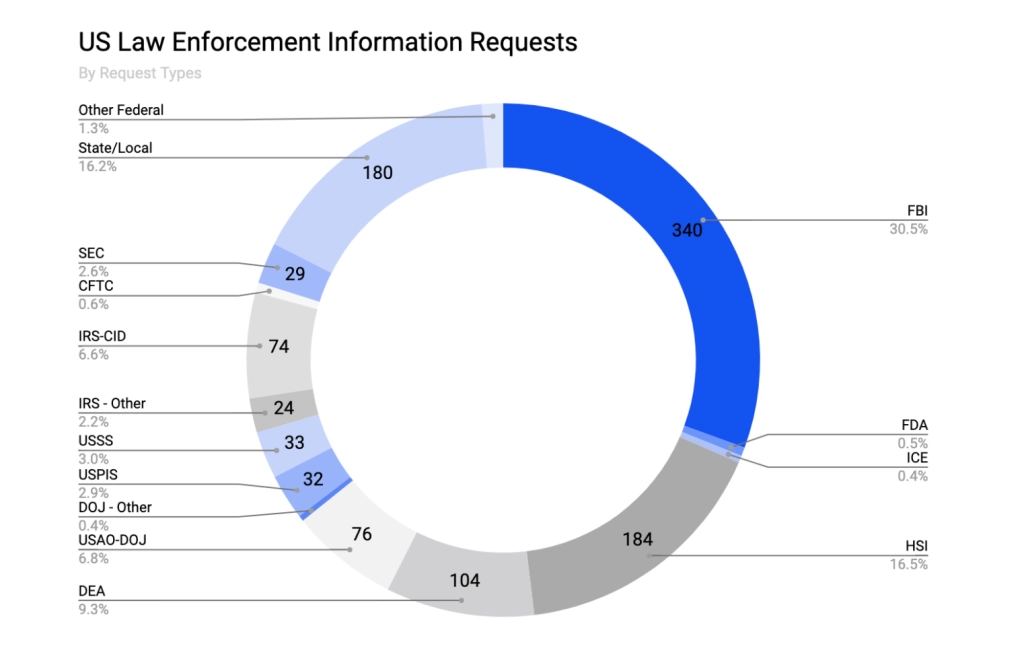 US Law Enforcement Information Requests
By Request Types
Other Federal
1.3%
State/Local
16.2%
180
SEC
2.6%
29
CFTC
0.6%
IRS-CID
6.6%
74
IRS - Other
2.2%
24
USSS
3.0%
33
USPIS
2.9%
32
DOJ - Other
0.4%
USAO-DOJ
6.8%
76
DEA
9.3%
104
FBI
30.5%
340
FDA
0.5%
ICE
0.4%
HSI
16.5%
184